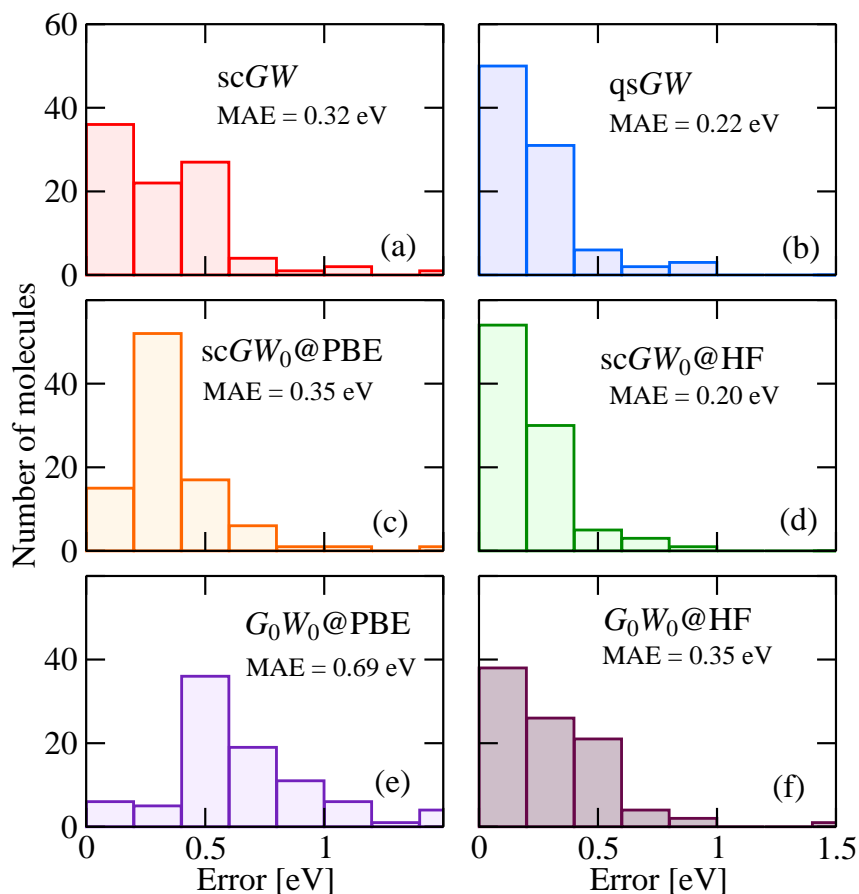 60
40
20
0
scGW
MAE = 0.32 eV
(a)
qsGW
MAE = 0.22 eV
(b)
Number of molecules
40
20
0
scGW₀@PBE
MAE = 0.35 eV
(c)
scGW₀@HF
MAE = 0.20 eV
(d)
40
20
0
G₀W₀@PBE
MAE = 0.69 eV
(e)
G₀W₀@HF
MAE = 0.35 eV
(f)
0 0.5 1
0 0.5 1 1.5
Error [eV]
Error [eV]